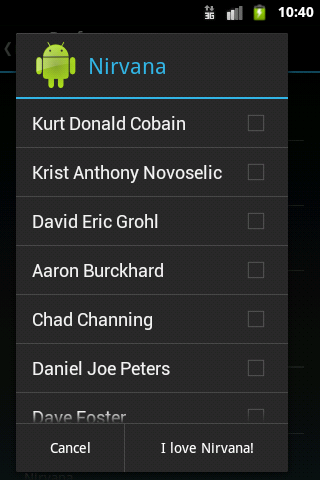 3G
10:40
Nirvana
Kurt Donald Cobain
Krist Anthony Novoselic
David Eric Grohl
Aaron Burckhard
Chad Channing
Daniel Joe Peters
Dave Foster
Cancel
I love Nirvana!
Nirvana